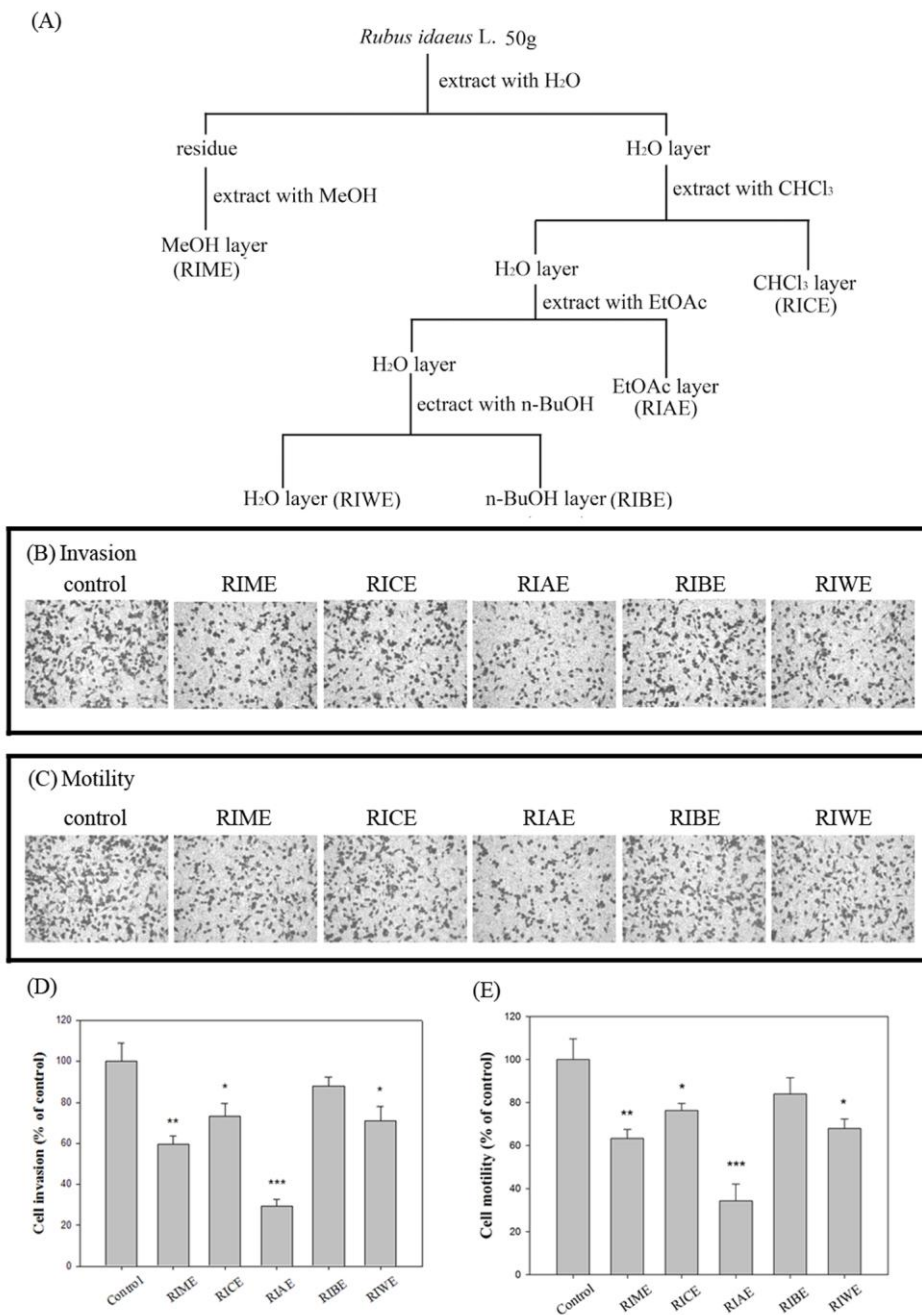 (A)
Rubus idaeus L. 50g
extract with H2O
residue
H2O layer
extract with MeOH
extract with CHCl3
MeOH layer
(RIME)
H2O layer
CHCl3 layer
(RICE)
extract with EtOAc
H2O layer
EtOAc layer
(RIAE)
ectract with n-BuOH
H2O layer (RIWE)
n-BuOH layer (RIBE)
(B) Invasion
control RIME RICE RIAE RIBE RIWE
(C) Motility
control RIME RICE RIAE RIBE RIWE
(D)
Cell invasion (% of control)
120
100
80
60
40
20
0
**
*
***
*
Control RIME RICE RIAE RIBE RIWE
(E)
Cell motility (% of control)
120
100
80
60
40
20
0
**
*
***
*
Control RIME RICE RIAE RIBE RIWE